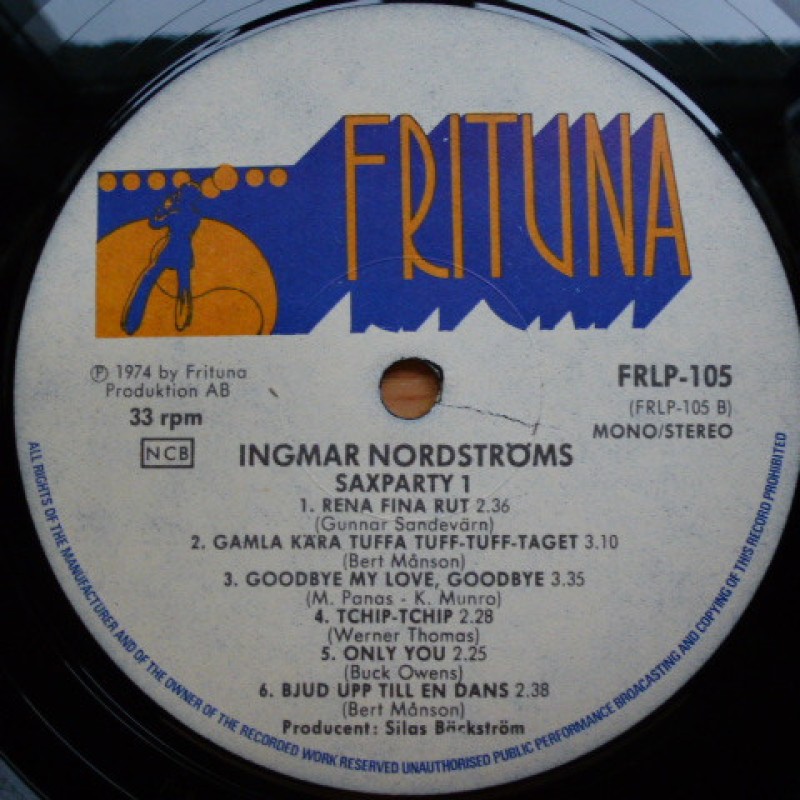 FRITUNA
℗ 1974 by Frituna
Produktion AB
33 rpm
NCB
FRLP-105
(FRLP-105 B)
MONO/STEREO
INGMAR NORDSTRÖMS
SAXPARTY 1
1. RENA FINA RUT 2.36
(Gunnar Sandevärn)
2. GAMLA KÄRA TUFFA TUFF-TUFF-TAGET 3.10
(Bert Månson)
3. GOODBYE MY LOVE, GOODBYE 3.35
(M. Panas - K. Munro)
4. TCHIP-TCHIP 2.28
(Werner Thomas)
5. ONLY YOU 2.25
(Buck Owens)
6. BJUD UPP TILL EN DANS 2.38
(Bert Månson)
Producent: Silas Bäckström
ALL RIGHTS OF THE MANUFACTURER AND OF THE OWNER OF THE RECORDED WORK RESERVED UNAUTHORISED PUBLIC PERFORMANCE BROACASTING AND COPYING OF THIS RECORD PROHIBITED